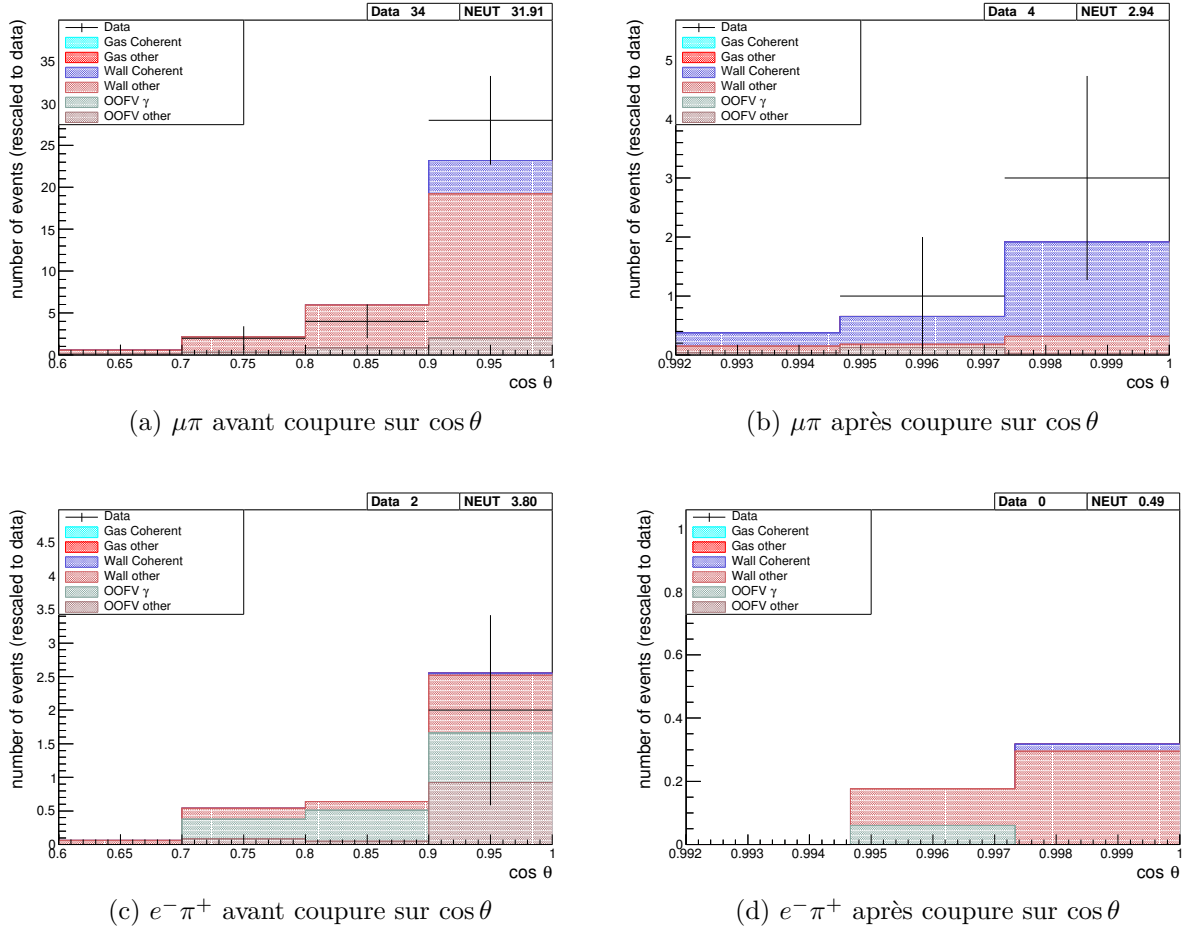 Data 34 NEUT 31.91
Data
Gas Coherent
Gas other
Wall Coherent
Wall other
OOFV γ
OOFV other
number of events (rescaled to data)
35
30
25
20
15
10
5
0
0.6 0.65 0.7 0.75 0.8 0.85 0.9 0.95 1
cos θ
(a) μπ avant coupure sur cos θ
Data 4 NEUT 2.94
Data
Gas Coherent
Gas other
Wall Coherent
Wall other
OOFV γ
OOFV other
number of events (rescaled to data)
5
4
3
2
1
0
0.992 0.993 0.994 0.995 0.996 0.997 0.998 0.999 1
cos θ
(b) μπ après coupure sur cos θ
Data 2 NEUT 3.80
Data
Gas Coherent
Gas other
Wall Coherent
Wall other
OOFV γ
OOFV other
number of events (rescaled to data)
4.5
4
3.5
3
2.5
2
1.5
1
0.5
0
0.6 0.65 0.7 0.75 0.8 0.85 0.9 0.95 1
cos θ
(c) e⁻π⁺ avant coupure sur cos θ
Data 0 NEUT 0.49
Data
Gas Coherent
Gas other
Wall Coherent
Wall other
OOFV γ
OOFV other
number of events (rescaled to data)
1
0.8
0.6
0.4
0.2
0
0.992 0.993 0.994 0.995 0.996 0.997 0.998 0.999 1
cos θ
(d) e⁻π⁺ après coupure sur cos θ